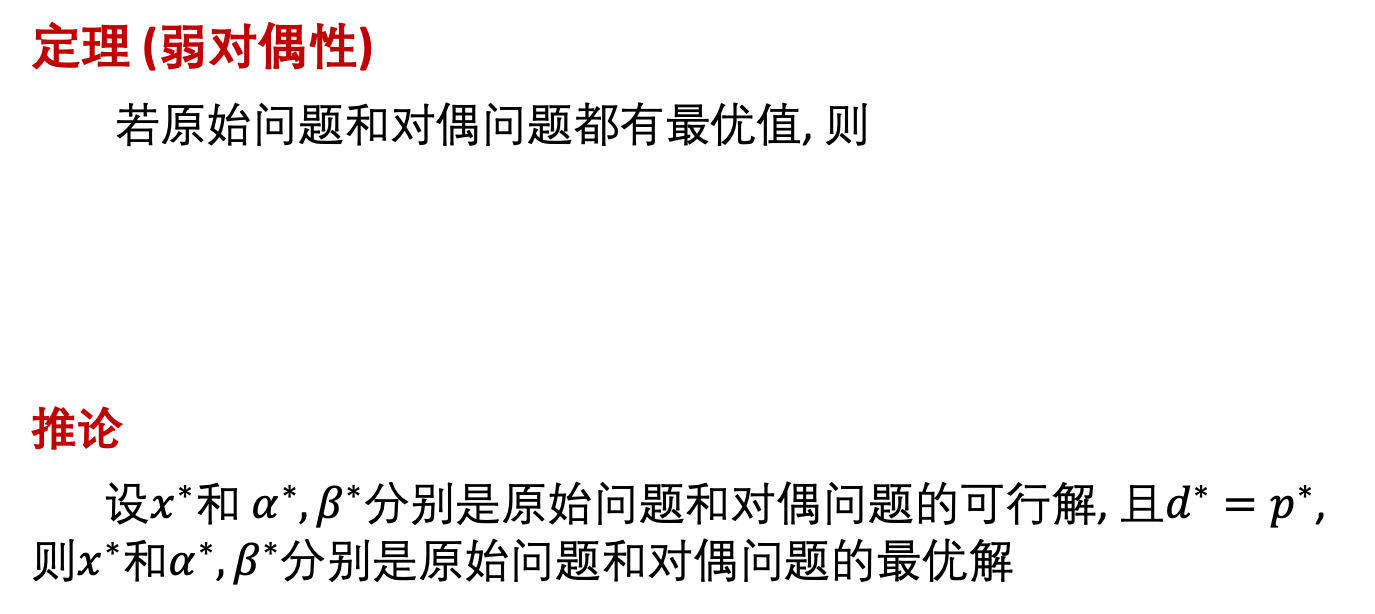 定理 (弱对偶性)
若原始问题和对偶问题都有最优值, 则
推论
设x*和 α*, β*分别是原始问题和对偶问题的可行解, 且d* = p*,
则x*和α*, β*分别是原始问题和对偶问题的最优解